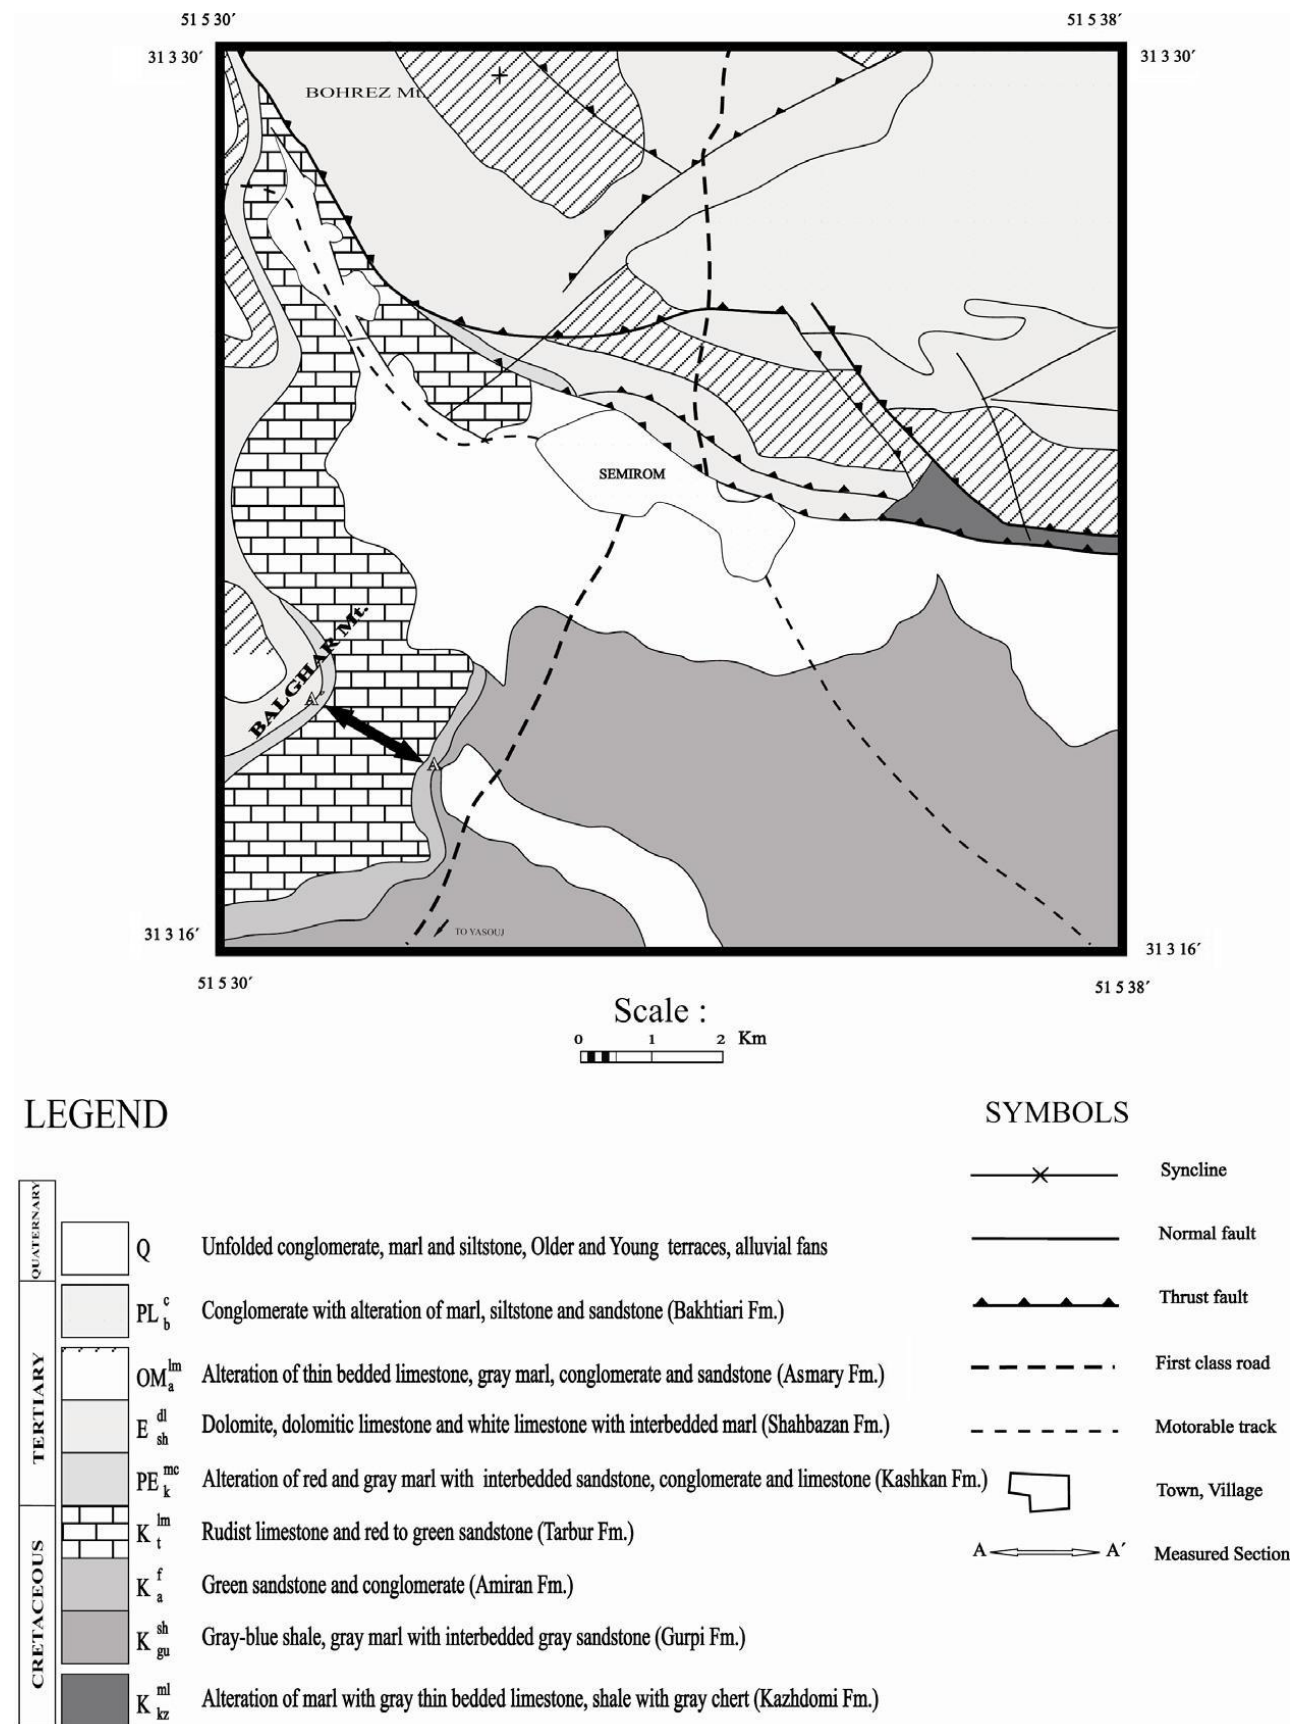 51 5 30´ 51 5 38´
31 3 30´ 31 3 30´
BOHREZ Mt.
SEMIROM
BALGHAR Mt.
A´
A
TO YASOUJ
31 3 16´ 31 3 16´
51 5 30´ 51 5 38´
Scale :
0 1 2 Km
LEGEND
QUATERNARY
Q Unfolded conglomerate, marl and siltstone, Older and Young terraces, alluvial fans
TERTIARY
PL c b Conglomerate with alteration of marl, siltstone and sandstone (Bakhtiari Fm.)
OM lm a Alteration of thin bedded limestone, gray marl, conglomerate and sandstone (Asmary Fm.)
E dl sh Dolomite, dolomitic limestone and white limestone with interbedded marl (Shahbazan Fm.)
PE mc k Alteration of red and gray marl with interbedded sandstone, conglomerate and limestone (Kashkan Fm.)
CRETACEOUS
K lm t Rudist limestone and red to green sandstone (Tarbur Fm.)
K f a Green sandstone and conglomerate (Amiran Fm.)
K sh gu Gray-blue shale, gray marl with interbedded gray sandstone (Gurpi Fm.)
K ml kz Alteration of marl with gray thin bedded limestone, shale with gray chert (Kazhdomi Fm.)
SYMBOLS
Syncline
Normal fault
Thrust fault
First class road
Motorable track
Town, Village
A A´ Measured Section